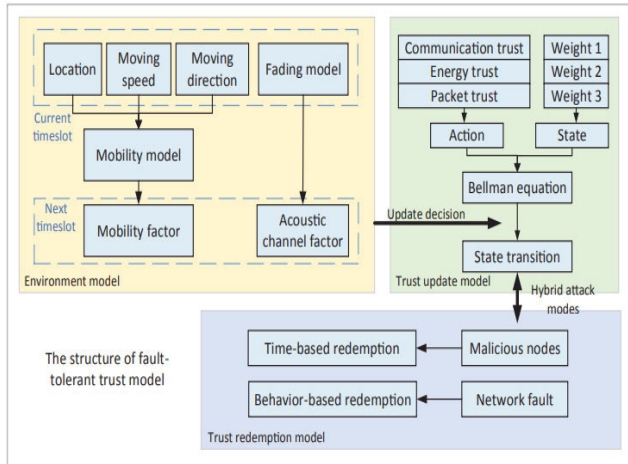 Location
Moving
speed
Moving
direction
Fading model
Current
timeslot
Mobility model
Next
timeslot
Mobility factor
Acoustic
channel factor
Environment model
Communication trust
Energy trust
Packet trust
Weight 1
Weight 2
Weight 3
Action
State
Bellman equation
Update decision
State transition
Trust update model
Hybrid attack
modes
The structure of fault-
tolerant trust model
Time-based redemption
Malicious nodes
Behavior-based redemption
Network fault
Trust redemption model